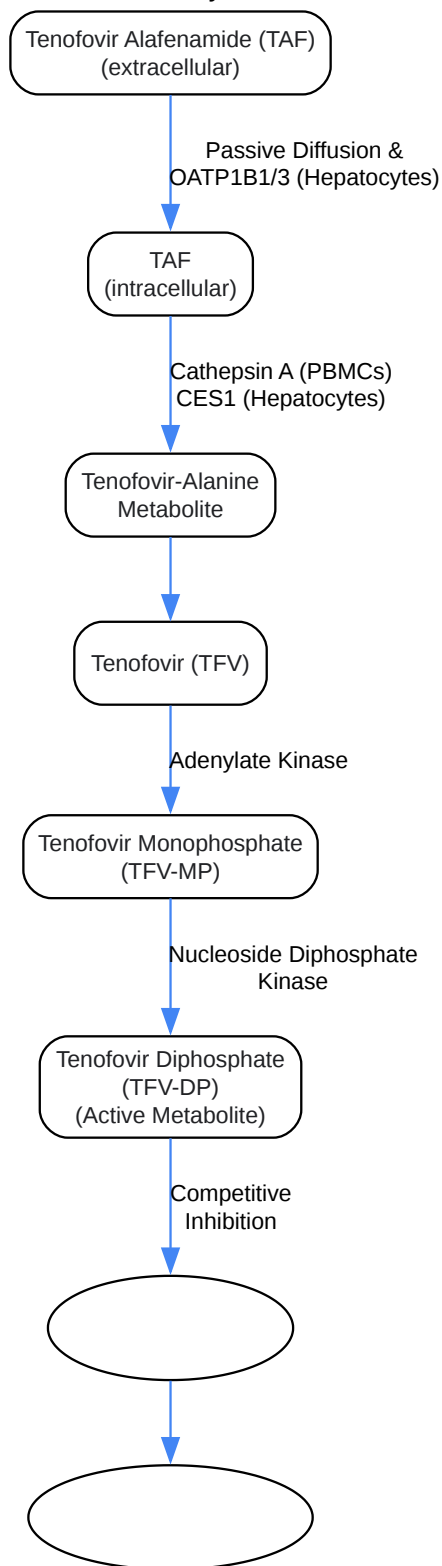 Tenofovir Alafenamide (TAF)
(extracellular)
Passive Diffusion &
OATP1B1/3 (Hepatocytes)
TAF
(intracellular)
Cathepsin A (PBMCs)
CES1 (Hepatocytes)
Tenofovir-Alanine
Metabolite
Tenofovir (TFV)
Adenylate Kinase
Tenofovir Monophosphate
(TFV-MP)
Nucleoside Diphosphate
Kinase
Tenofovir Diphosphate
(TFV-DP)
(Active Metabolite)
Competitive
Inhibition